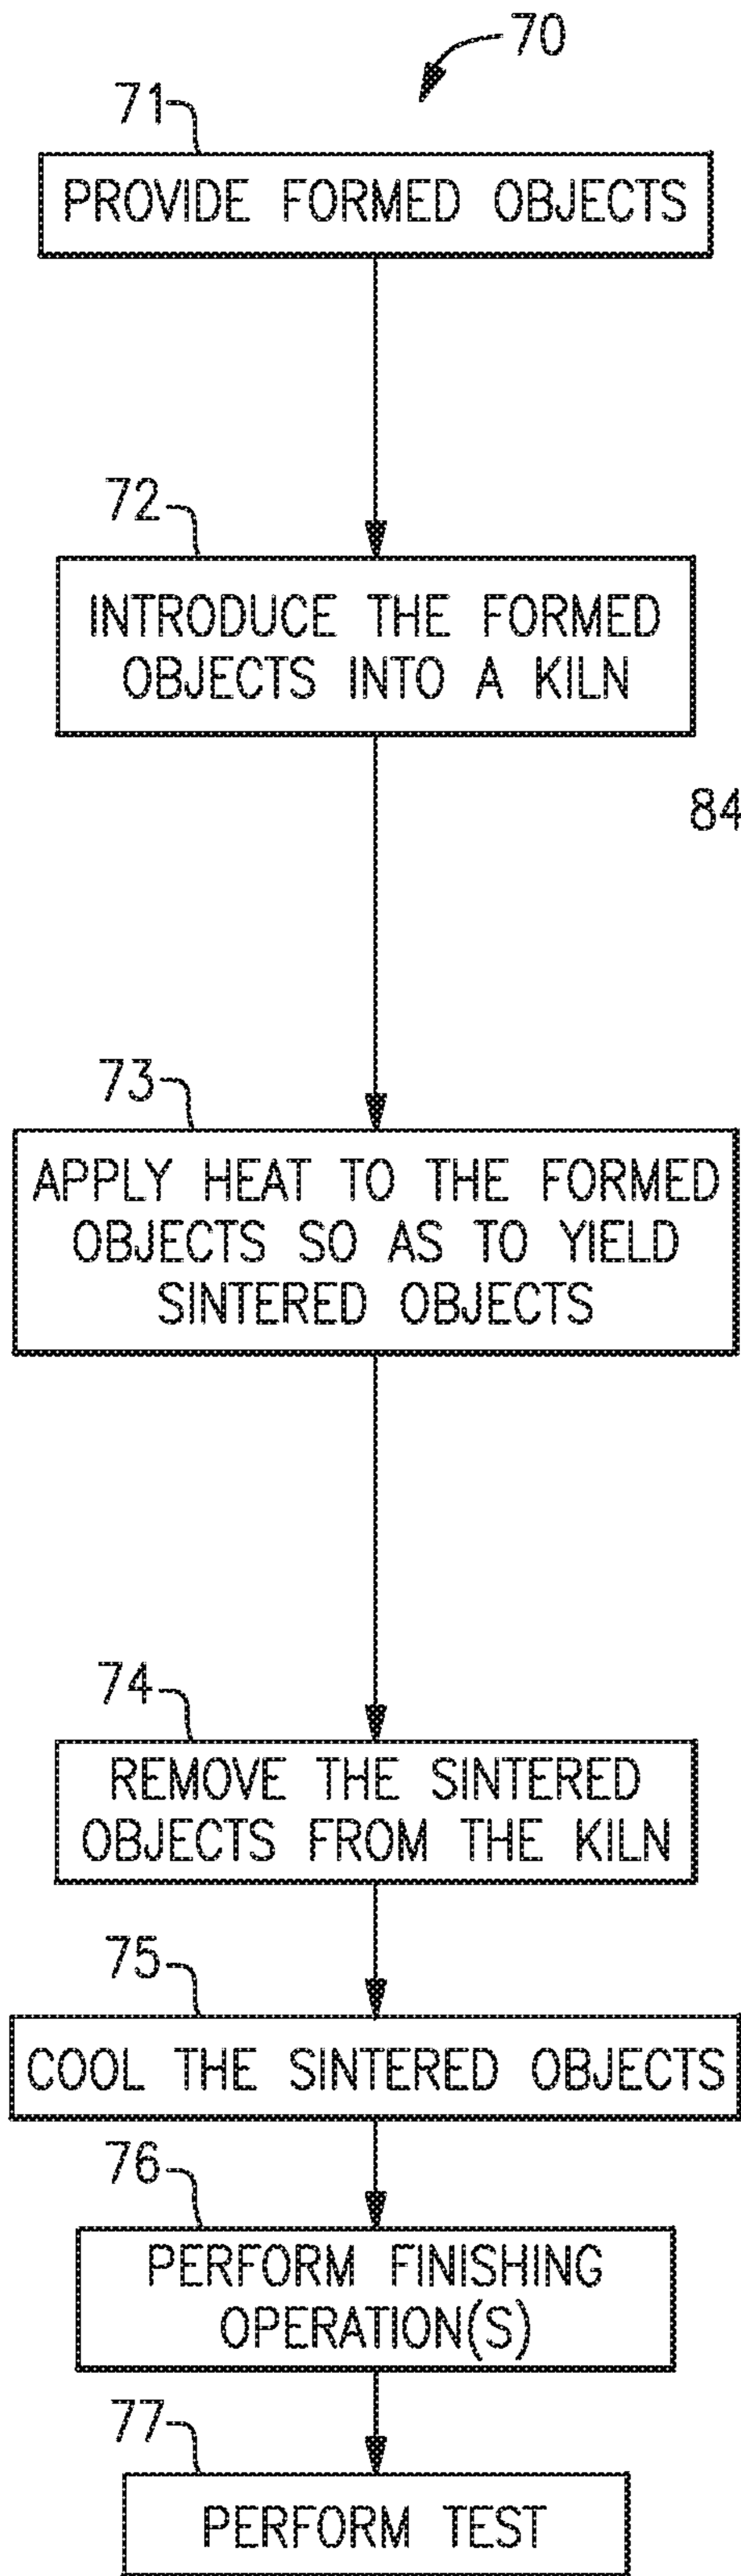 70
71
PROVIDE FORMED OBJECTS
72
INTRODUCE THE FORMED
OBJECTS INTO A KILN
84
73
APPLY HEAT TO THE FORMED
OBJECTS SO AS TO YIELD
SINTERED OBJECTS
74
REMOVE THE SINTERED
OBJECTS FROM THE KILN
75
COOL THE SINTERED OBJECTS
76
PERFORM FINISHING
OPERATION(S)
77
PERFORM TEST